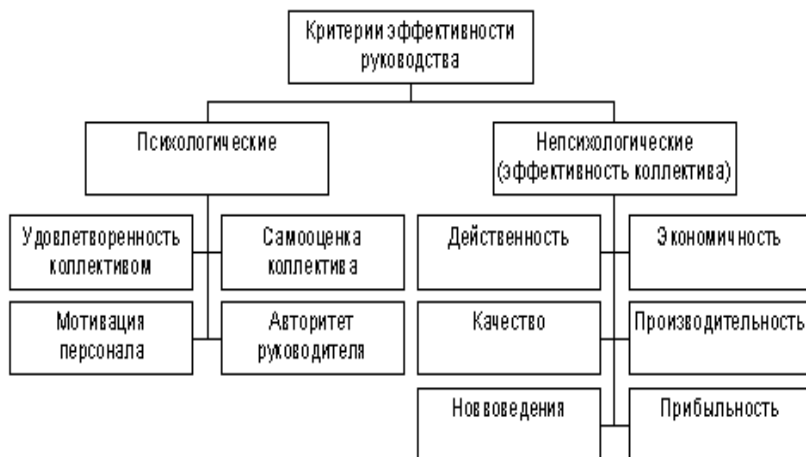 Критерии эффективности
руководства
Психологические
Непсихологические
(эффективность коллектива)
Удовлетворенность
коллективом
Самооценка
коллектива
Действенность
Экономичность
Мотивация
персонала
Авторитет
руководителя
Качество
Производительность
Новвоведения
Прибыльность